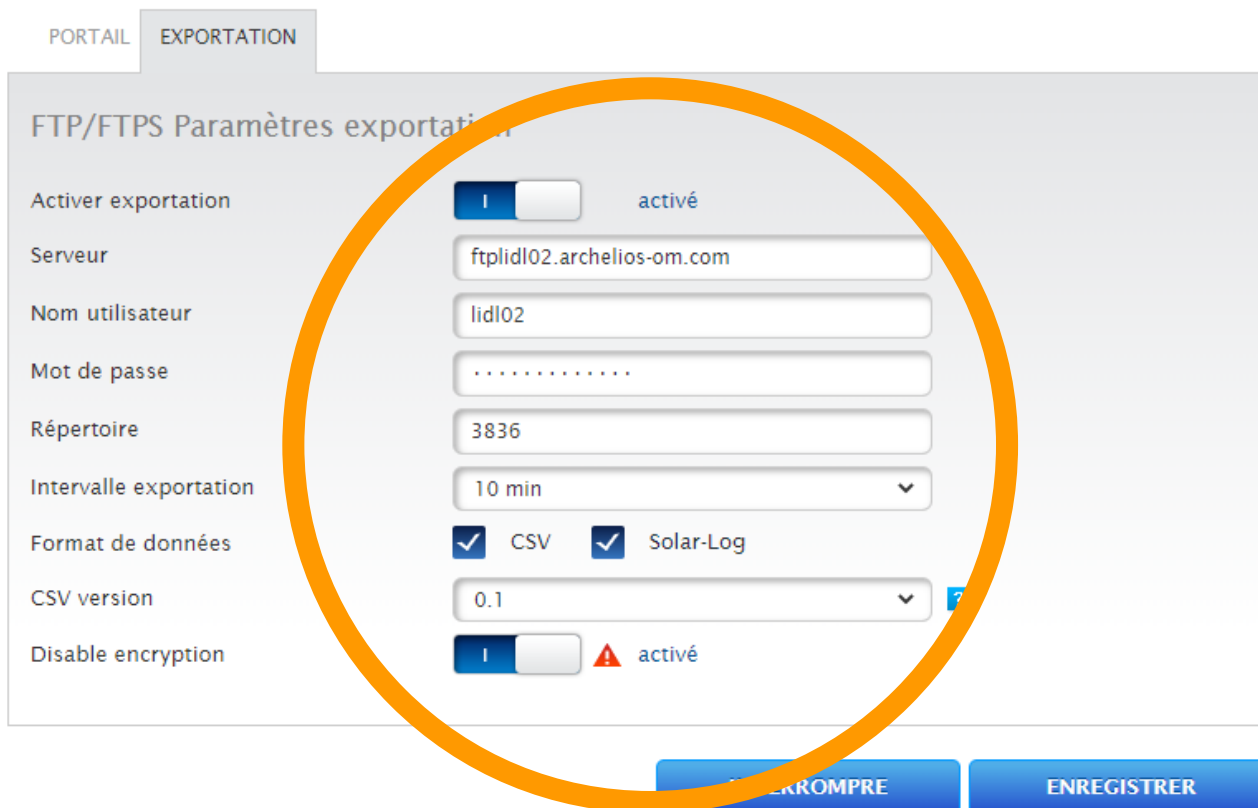 PORTAIL EXPORTATION
FTP/FTPS Paramètres exportation
Activer exportation I activé
Serveur ftplidl02.archelios-om.com
Nom utilisateur lidl02
Mot de passe .............
Répertoire 3836
Intervalle exportation 10 min
Format de données CSV Solar-Log
CSV version 0.1 ?
Disable encryption I activé
ENREGISTRER